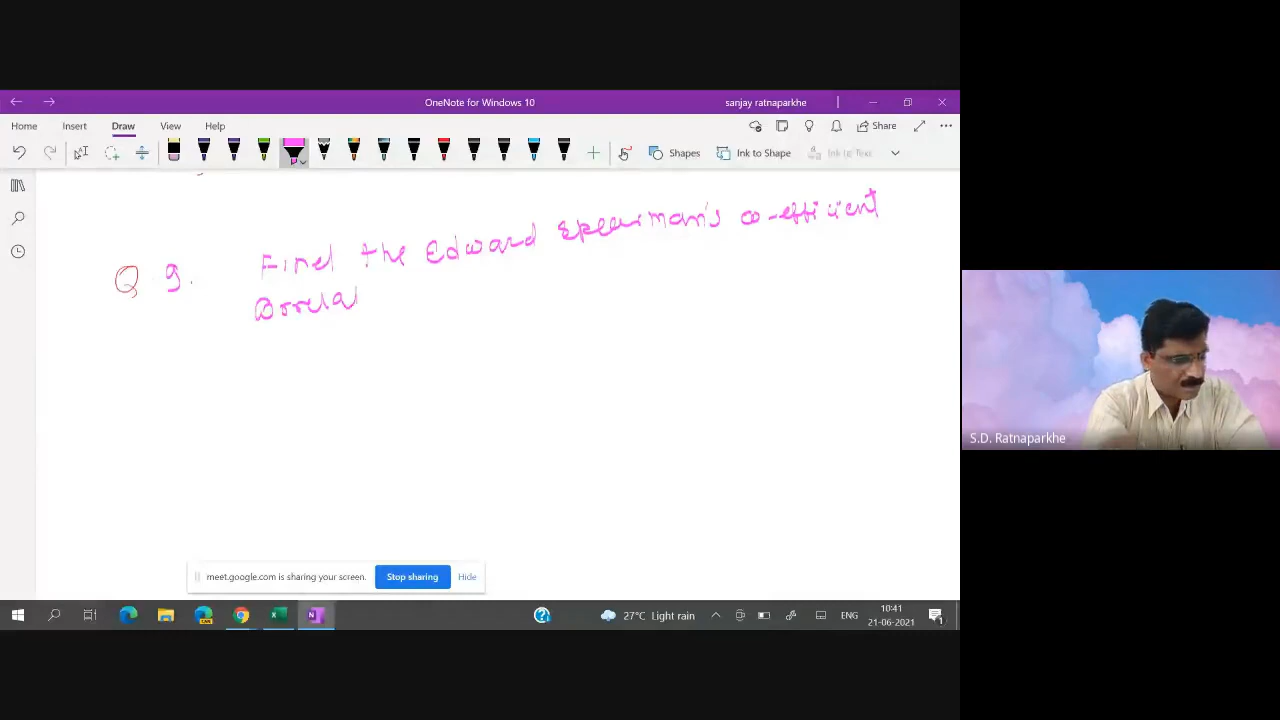 OneNote for Windows 10
sanjay ratnaparkhe
Home Insert Draw View Help
Share
Shapes Ink to Shape Ink to Text
Q 9. Find the Edward Spearman's co-efficient
Correlat
S.D. Ratnaparkhe
meet.google.com is sharing your screen. Stop sharing Hide
27°C Light rain ENG 10:41
21-06-2021